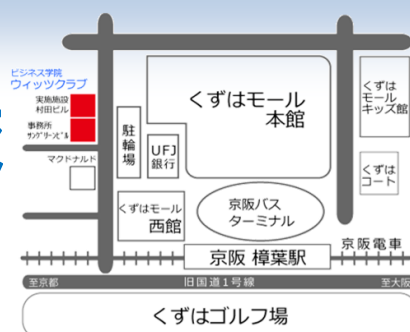 ビジネス学院
ウィッツクラブ
実施施設
村田ビル
事務所
サングリーンビル
マクドナルド
駐輪場
UFJ
銀行
くずはモール
西館
くずはモール
本館
京阪バス
ターミナル
くずは
モール
キッズ館
くずは
コート
京阪 樟葉駅
京阪電車
至京都
旧国道1号線
至大阪
くずはゴルフ場